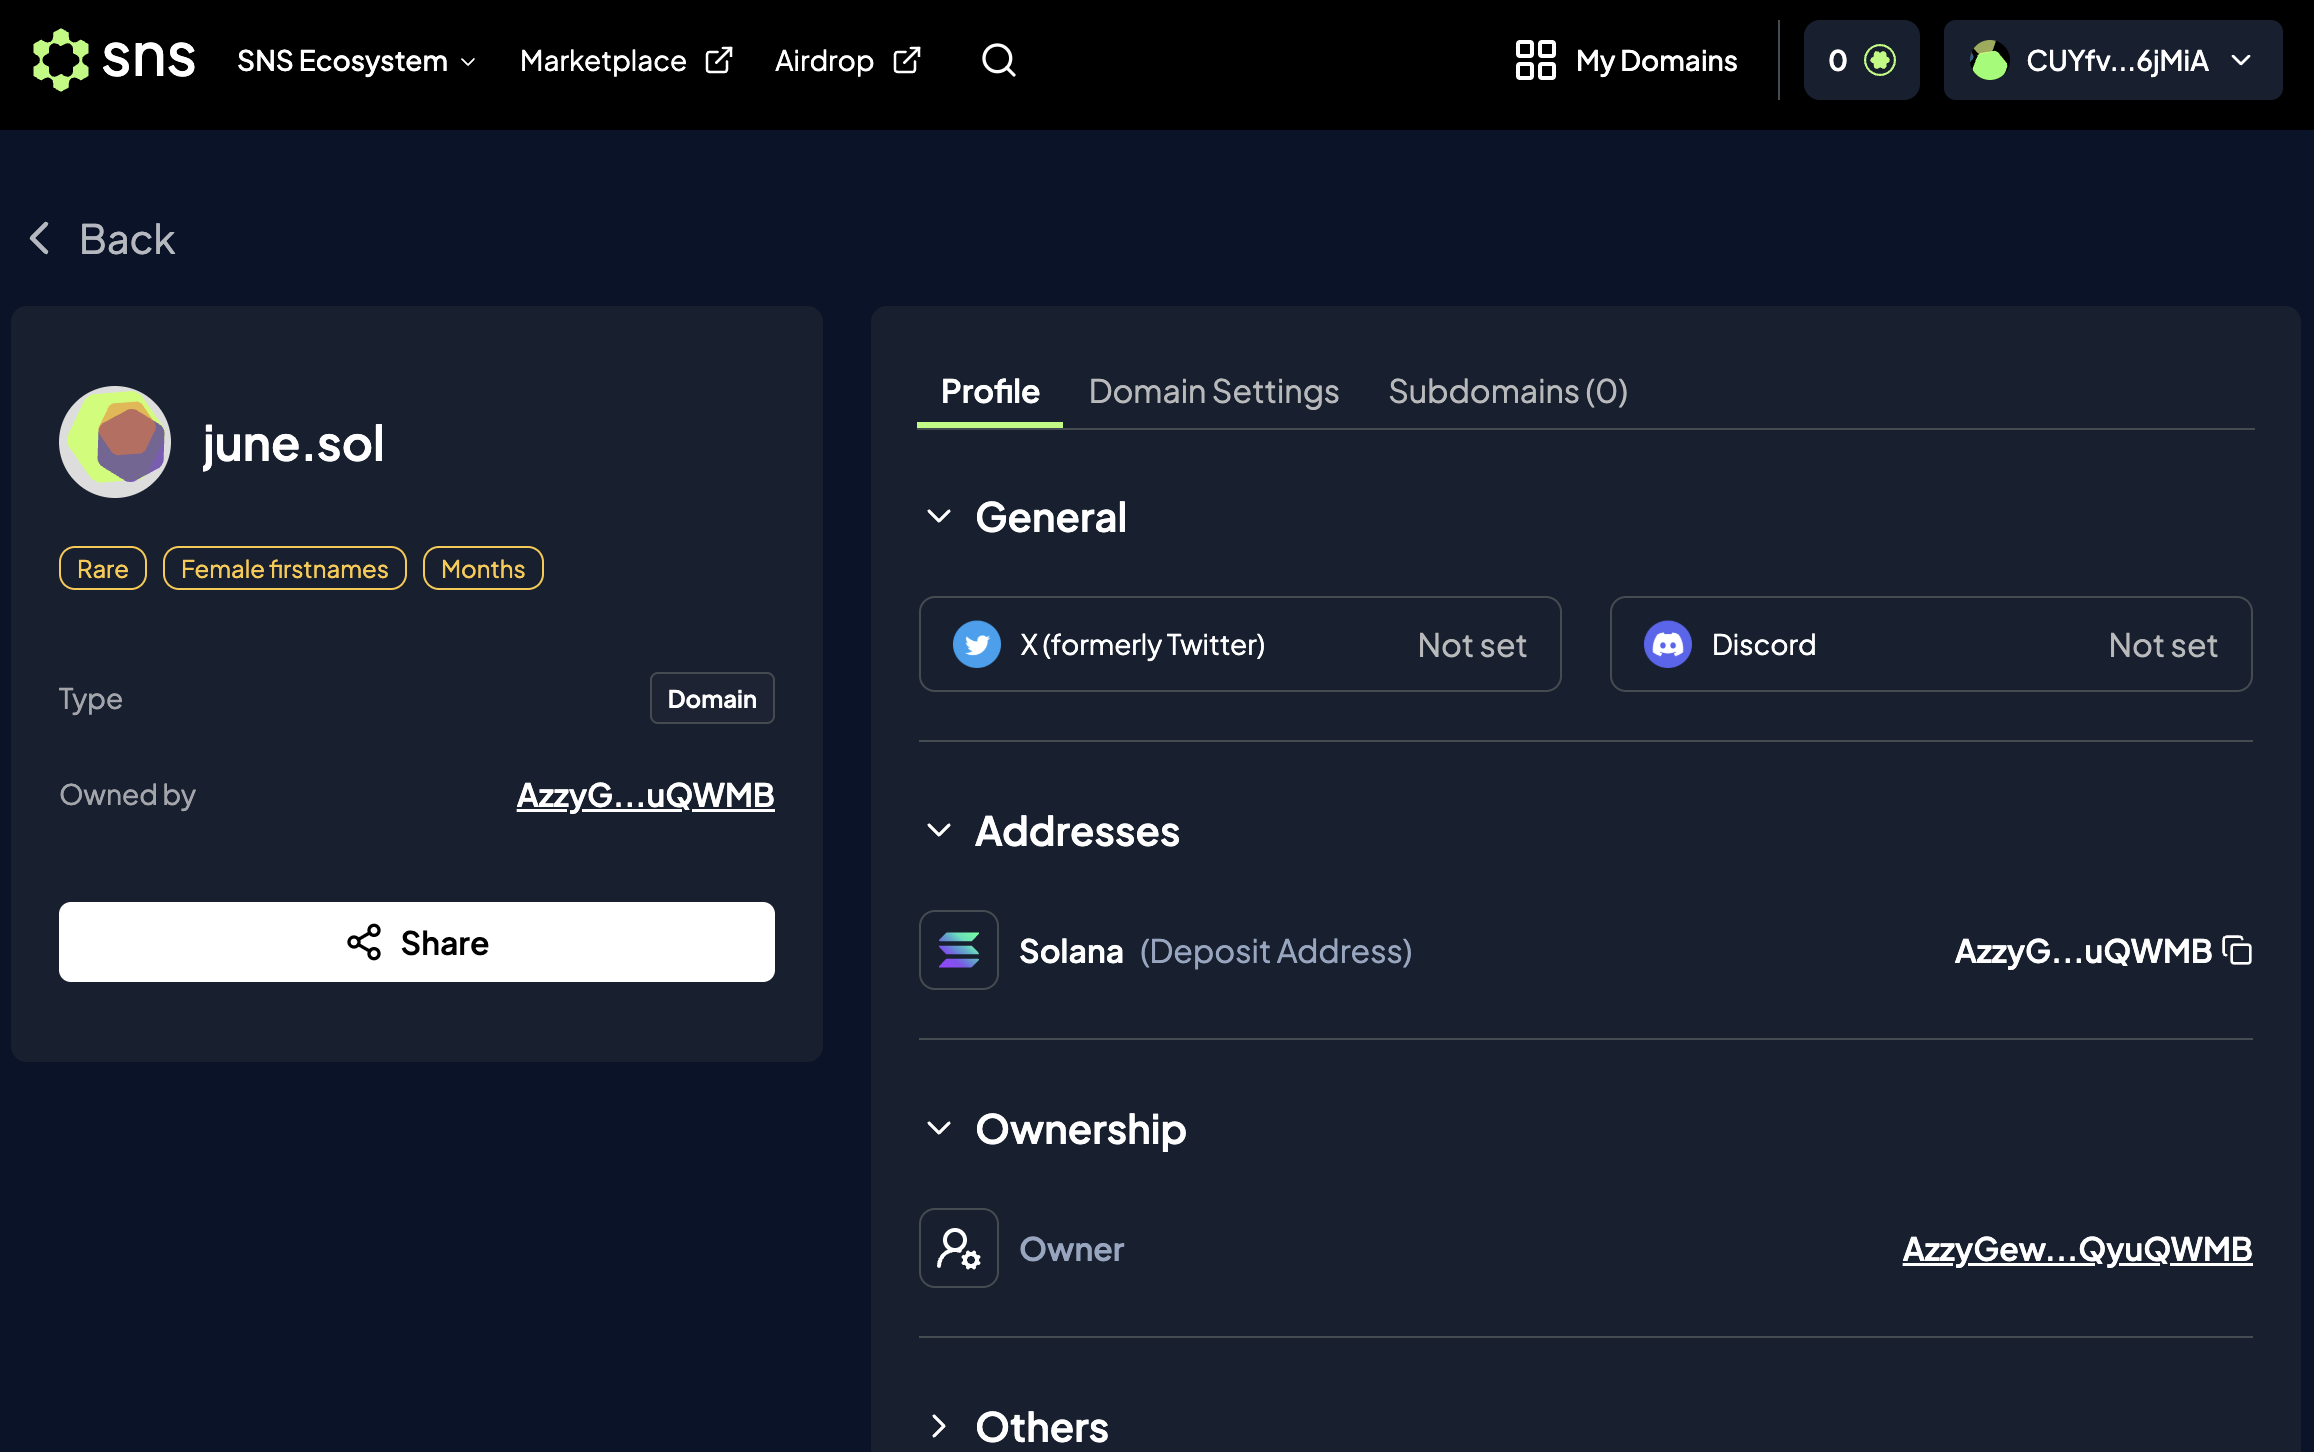 sns SNS Ecosystem Marketplace Airdrop My Domains 0 CUYfv...6jMiA
Back
june.sol
Rare Female firstnames Months
Type Domain
Owned by AzzyG...uQWMB
Share
Profile Domain Settings Subdomains (0)
General
X (formerly Twitter) Not set Discord Not set
Addresses
Solana (Deposit Address) AzzyG...uQWMB
Ownership
Owner AzzyGew...QyuQWMB
Others